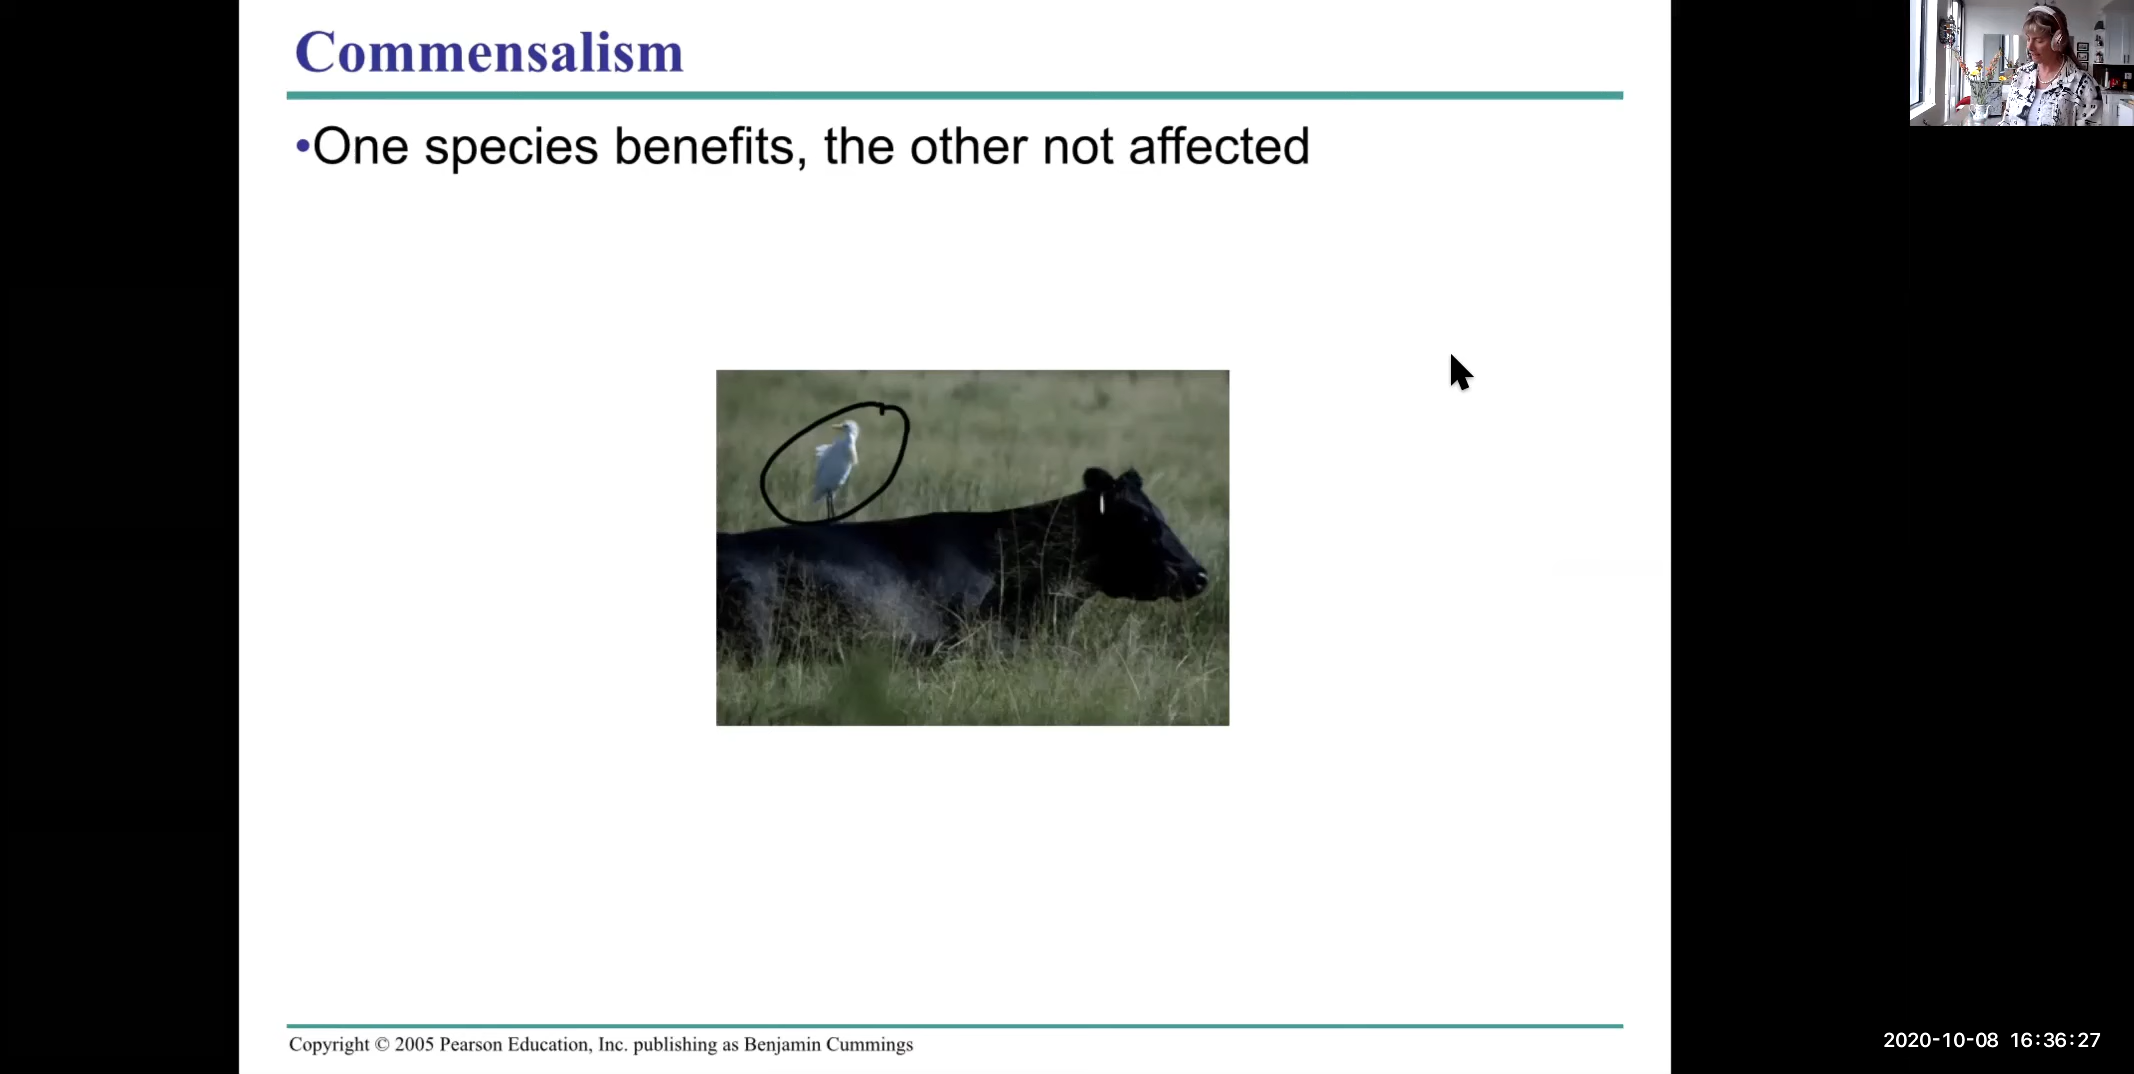 Commensalism
•One species benefits, the other not affected
Copyright © 2005 Pearson Education, Inc. publishing as Benjamin Cummings
2020-10-08 16:36:27